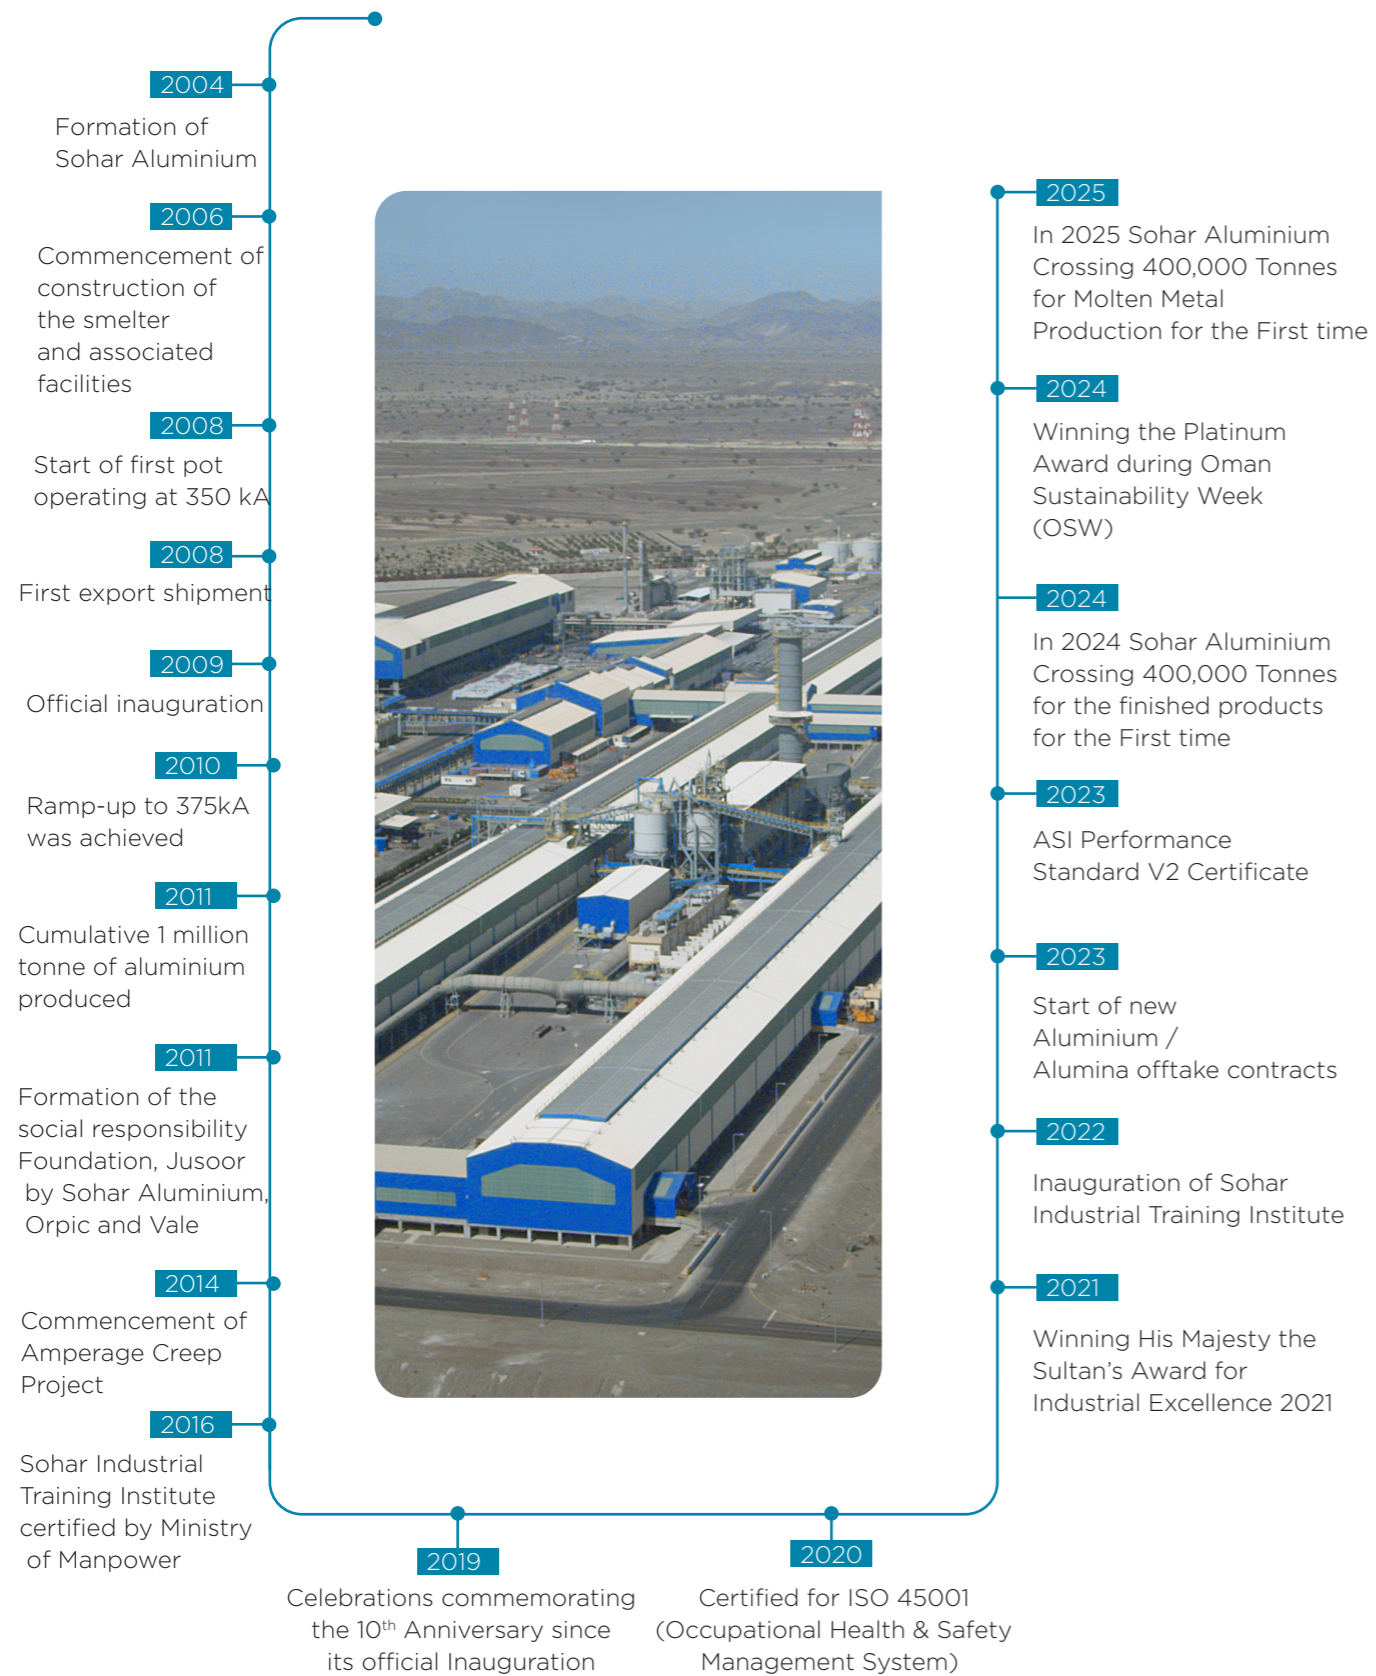 2004
Formation of
Sohar Aluminium
2006
Commencement of
construction of
the smelter
and associated
facilities
2008
Start of first pot
operating at 350 kA
2008
First export shipment
2009
Official inauguration
2010
Ramp-up to 375kA
was achieved
2011
Cumulative 1 million
tonne of aluminium
produced
2011
Formation of the
social responsibility
Foundation, Jusoor
by Sohar Aluminium,
Orpic and Vale
2014
Commencement of
Amperage Creep
Project
2016
Sohar Industrial
Training Institute
certified by Ministry
of Manpower
2019
Celebrations commemorating
the 10th Anniversary since
its official Inauguration
2020
Certified for ISO 45001
(Occupational Health & Safety
Management System)
2021
Winning His Majesty the
Sultan’s Award for
Industrial Excellence 2021
2022
Inauguration of Sohar
Industrial Training Institute
2023
Start of new
Aluminium /
Alumina offtake contracts
2023
ASI Performance
Standard V2 Certificate
2024
In 2024 Sohar Aluminium
Crossing 400,000 Tonnes
for the finished products
for the First time
2024
Winning the Platinum
Award during Oman
Sustainability Week
(OSW)
2025
In 2025 Sohar Aluminium
Crossing 400,000 Tonnes
for Molten Metal
Production for the First time